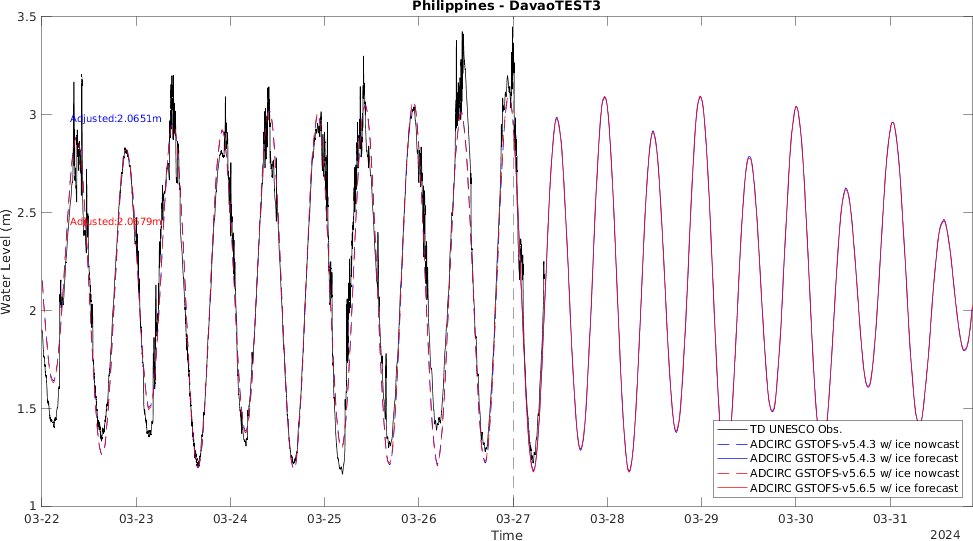 Philippines - DavaoTEST3
3.5
3
2.5
2
1.5
1
Water Level (m)
Adjusted:2.0651m
Adjusted:2.0679m
TD UNESCO Obs.
ADCIRC GSTOFS-v5.4.3 w/ ice nowcast
ADCIRC GSTOFS-v5.4.3 w/ ice forecast
ADCIRC GSTOFS-v5.6.5 w/ ice nowcast
ADCIRC GSTOFS-v5.6.5 w/ ice forecast
03-22 03-23 03-24 03-25 03-26 03-27 03-28 03-29 03-30 03-31
Time
2024